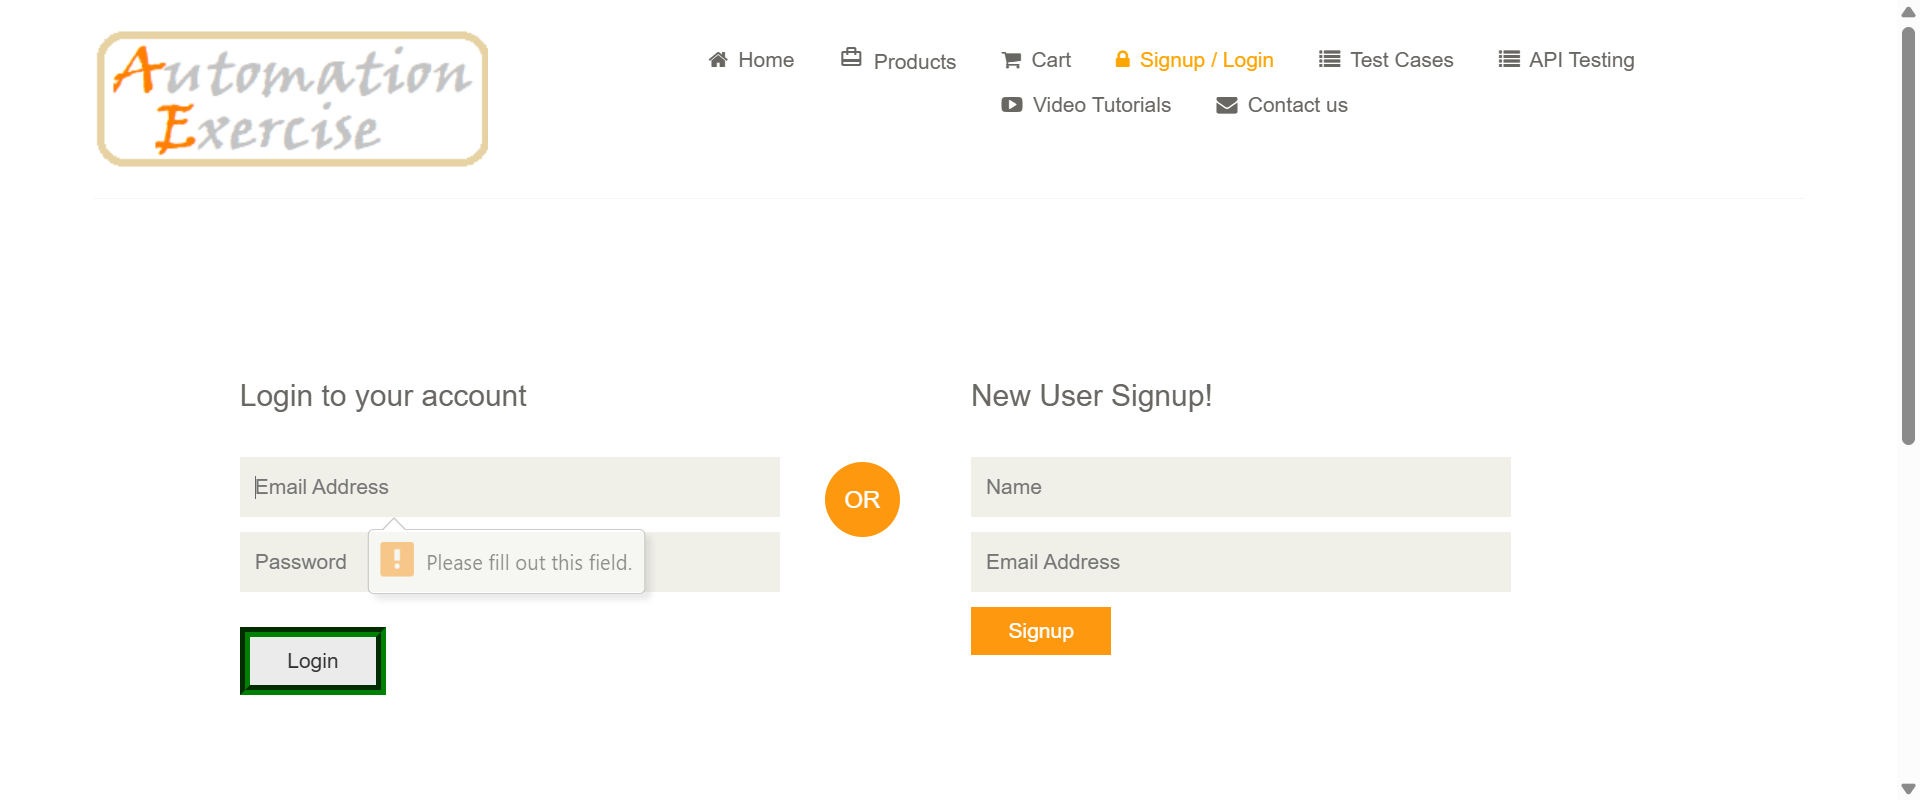 Automation
Exercise
Home
Products
Cart
Signup / Login
Test Cases
API Testing
Video Tutorials
Contact us
Login to your account
Email Address
Password
Please fill out this field.
Login
OR
New User Signup!
Name
Email Address
Signup